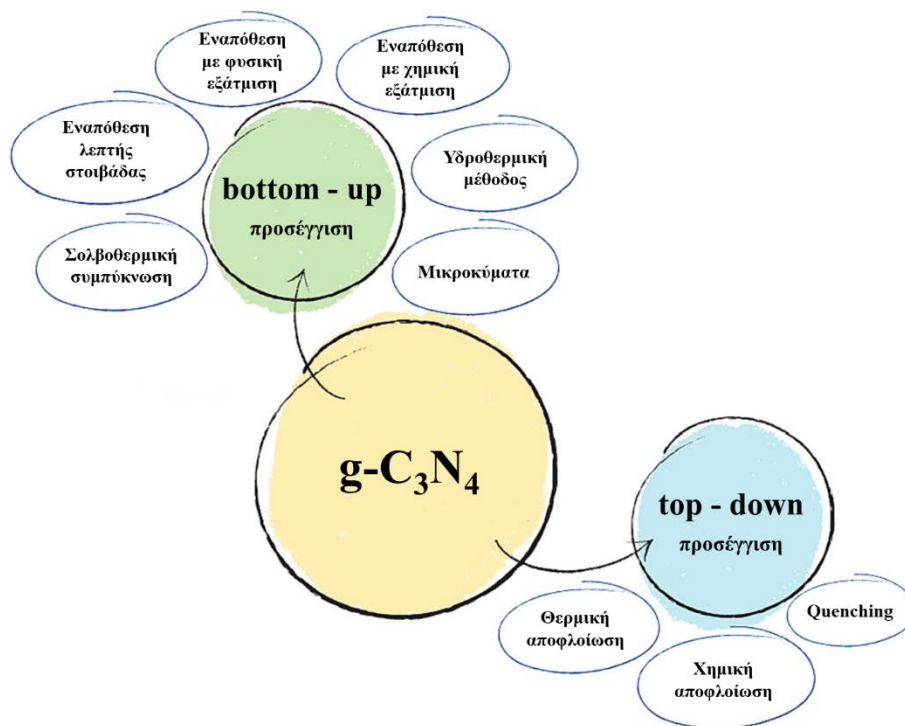 Εναπόθεση
με φυσική
εξάτμιση
Εναπόθεση
με χημική
εξάτμιση
Εναπόθεση
λεπτής
στοιβάδας
Υδροθερμική
μέθοδος
bottom - up
προσέγγιση
Σολβοθερμική
συμπύκνωση
Μικροκύματα
g-C₃N₄
top - down
προσέγγιση
Θερμική
αποφλοίωση
Quenching
Χημική
αποφλοίωση